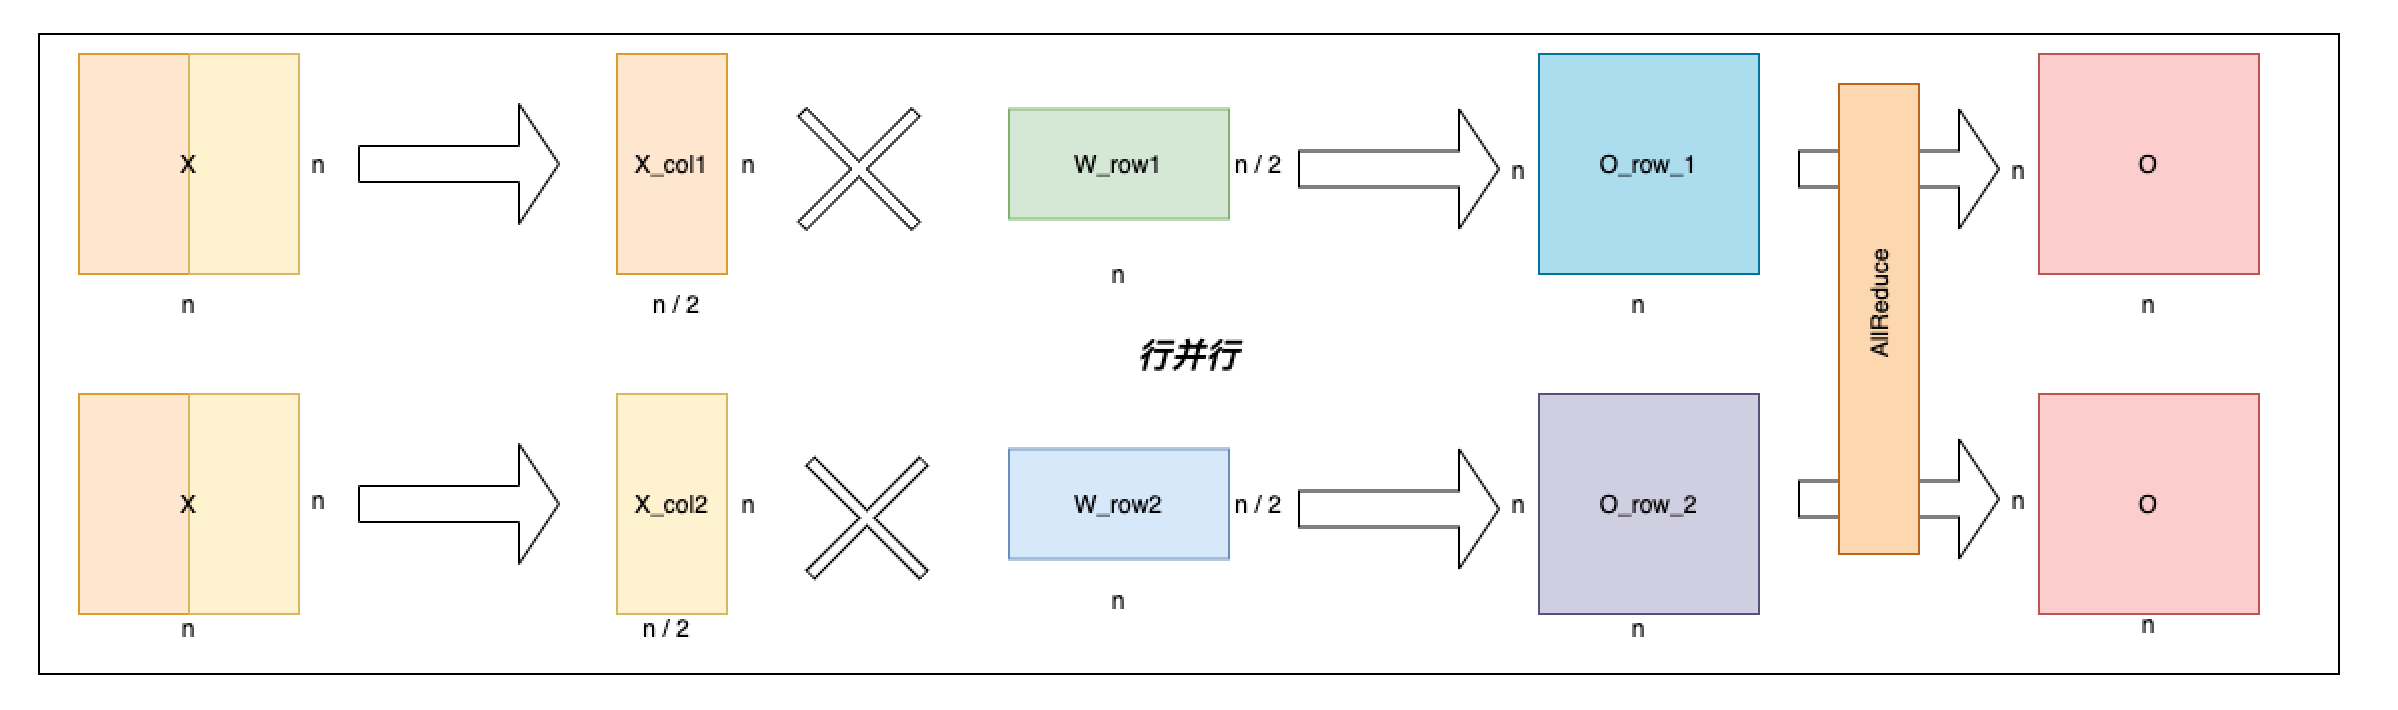 X
n
n
X_col1
n
n / 2
W_row1
n / 2
n
n
O_row_1
n
AllReduce
n
O
n
行并行
X
n
n
X_col2
n
n / 2
W_row2
n / 2
n
n
O_row_2
n
n
O
n